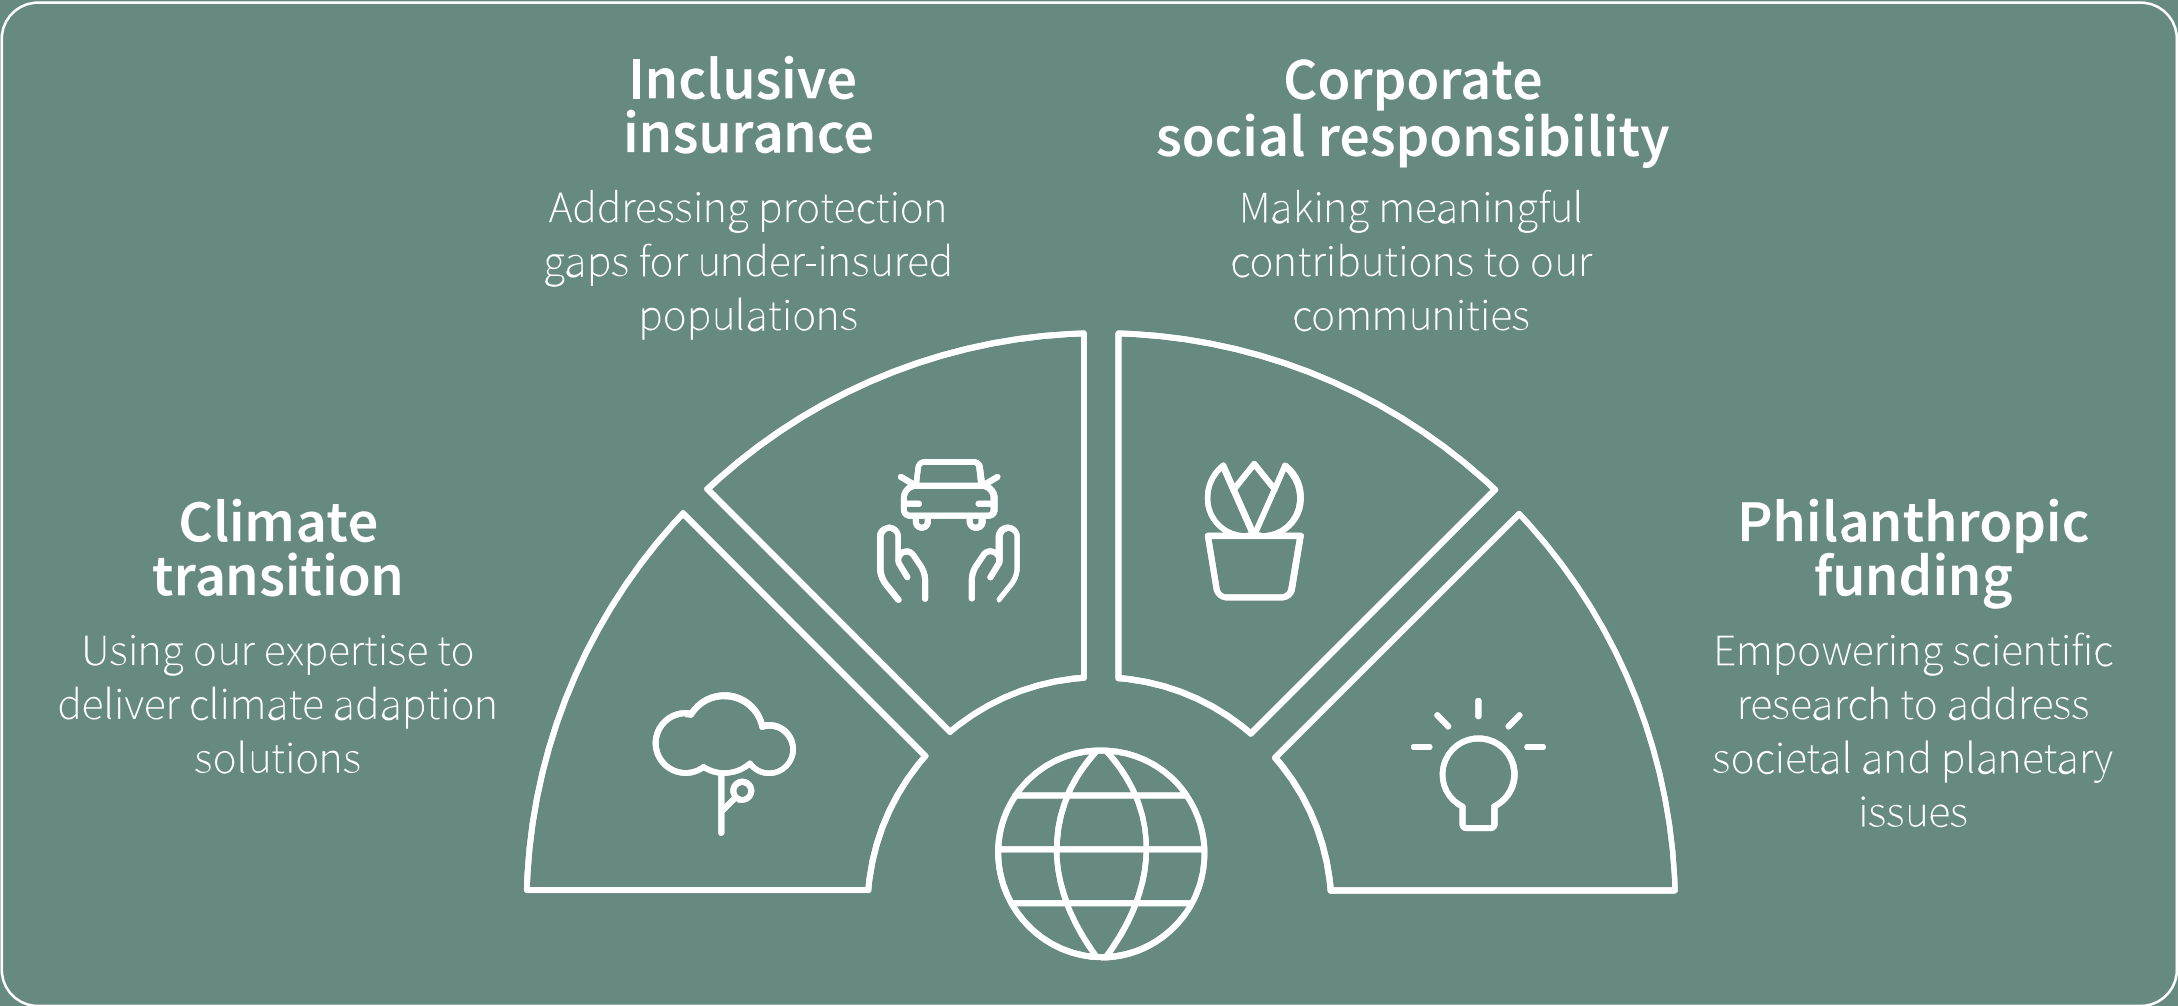 Inclusive
insurance
Addressing protection
gaps for under-insured
populations
Corporate
social responsibility
Making meaningful
contributions to our
communities
Climate
transition
Using our expertise to
deliver climate adaption
solutions
Philanthropic
funding
Empowering scientific
research to address
societal and planetary
issues